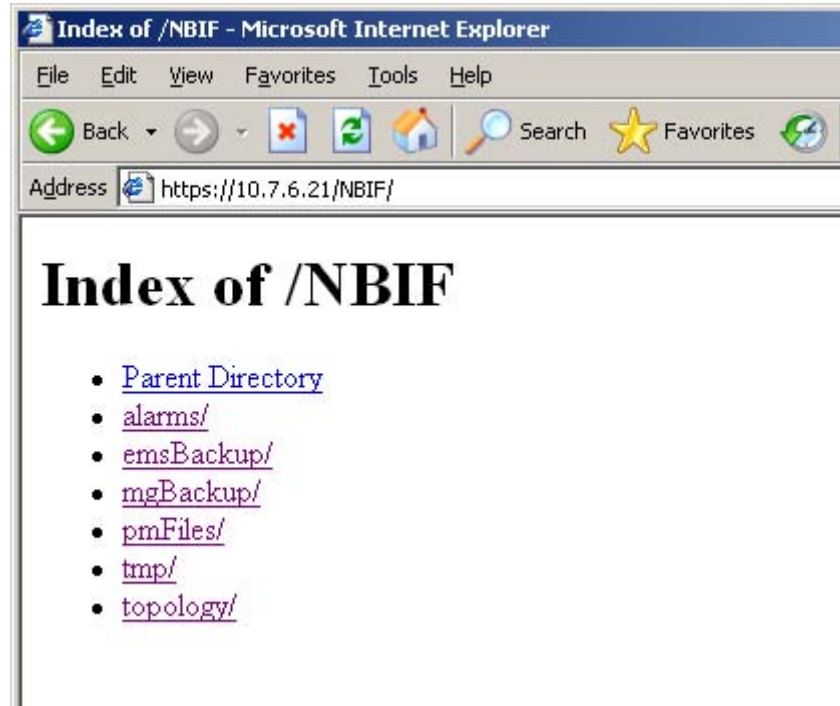 Index of /NBIF - Microsoft Internet Explorer
File Edit View Favorites Tools Help
Back Search Favorites
Address https://10.7.6.21/NBIF/
Index of /NBIF
Parent Directory
alarms/
emsBackup/
mgBackup/
pmFiles/
tmp/
topology/